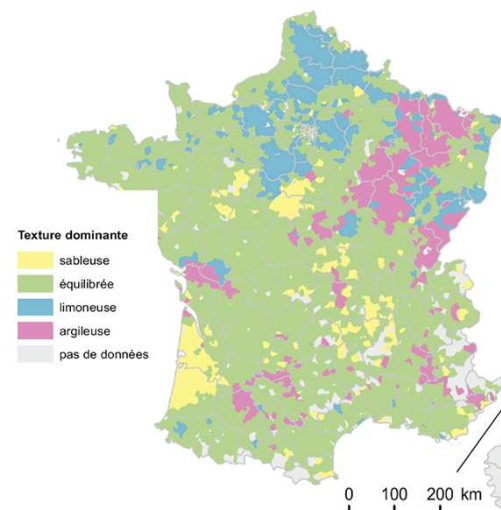 Texture dominante
sableuse
équilibrée
limoneuse
argileuse
pas de données
0 100 200 km